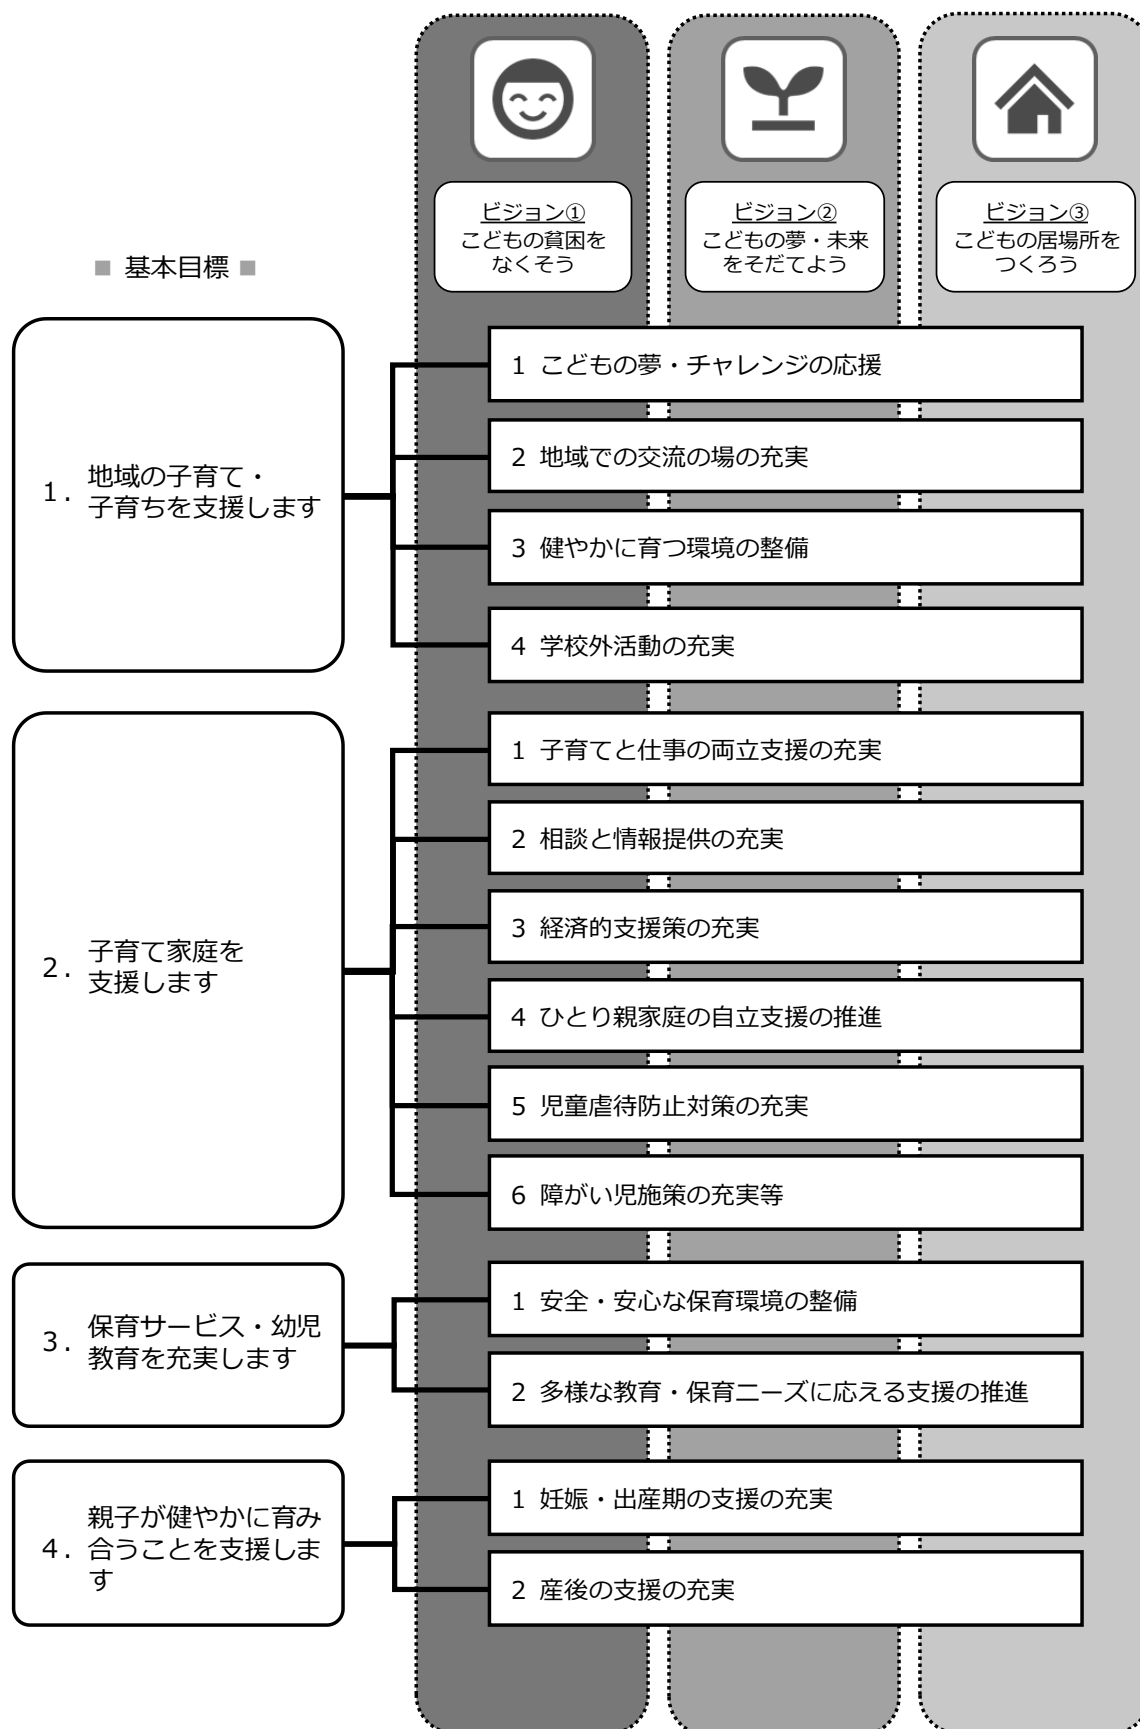 ビジョン①
こどもの貧困を
なくそう
ビジョン②
こどもの夢・未来
をそだてよう
ビジョン③
こどもの居場所を
つくろう
■ 基本目標 ■
1. 地域の子育て・
子育ちを支援します
1 こどもの夢・チャレンジの応援
2 地域での交流の場の充実
3 健やかに育つ環境の整備
4 学校外活動の充実
2. 子育て家庭を
支援します
1 子育てと仕事の両立支援の充実
2 相談と情報提供の充実
3 経済的支援策の充実
4 ひとり親家庭の自立支援の推進
5 児童虐待防止対策の充実
6 障がい児施策の充実等
3. 保育サービス・幼児
教育を充実します
1 安全・安心な保育環境の整備
2 多様な教育・保育ニーズに応える支援の推進
4. 親子が健やかに育み
合うことを支援しま
す
1 妊娠・出産期の支援の充実
2 産後の支援の充実